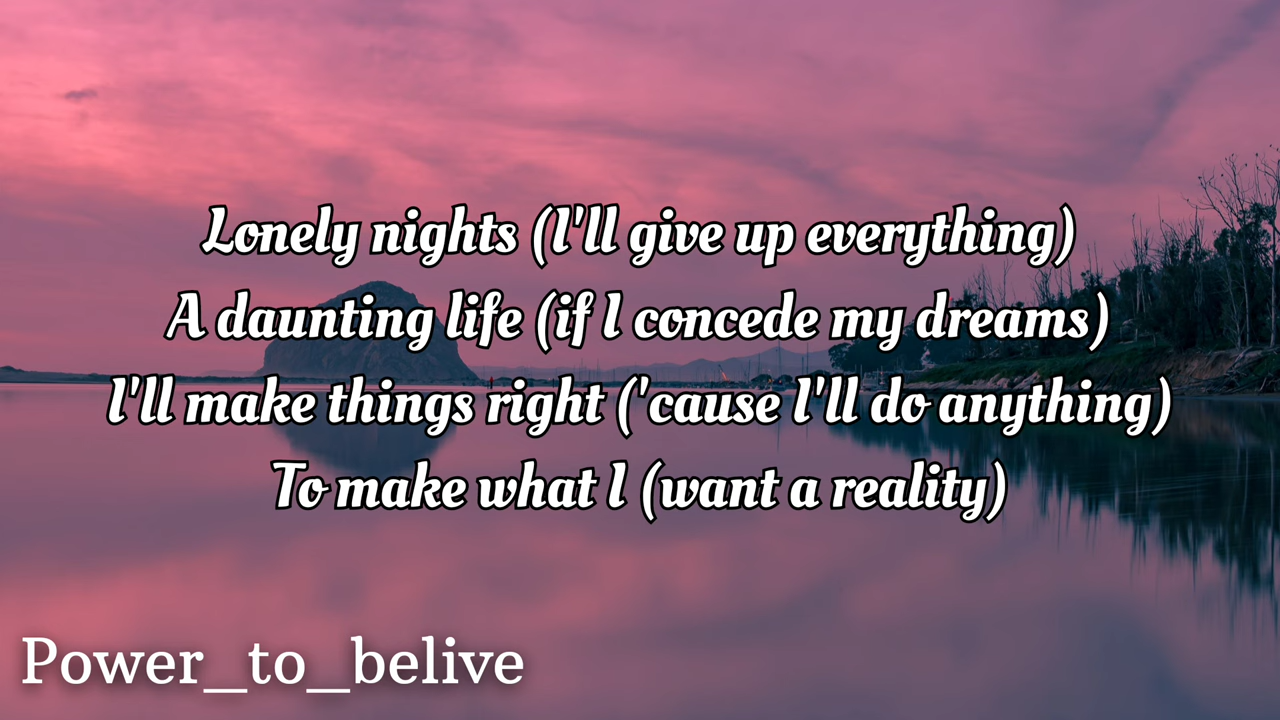 Lonely nights (I'll give up everything)
A daunting life (if I concede my dreams)
I'll make things right ('cause I'll do anything)
To make what I (want a reality)
Power_to_belive